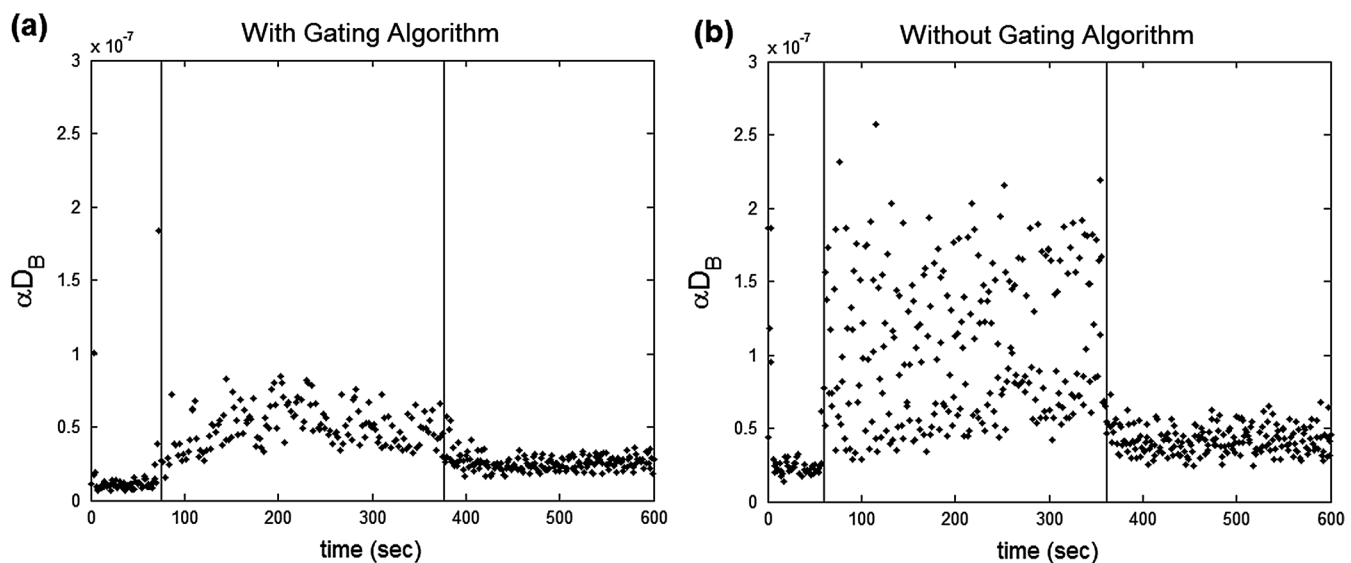 (a)
With Gating Algorithm
x 10⁻⁷
3
2.5
2
1.5
1
0.5
0
αD_B
0 100 200 300 400 500 600
time (sec)
(b)
Without Gating Algorithm
x 10⁻⁷
3
2.5
2
1.5
1
0.5
0
αD_B
0 100 200 300 400 500 600
time (sec)